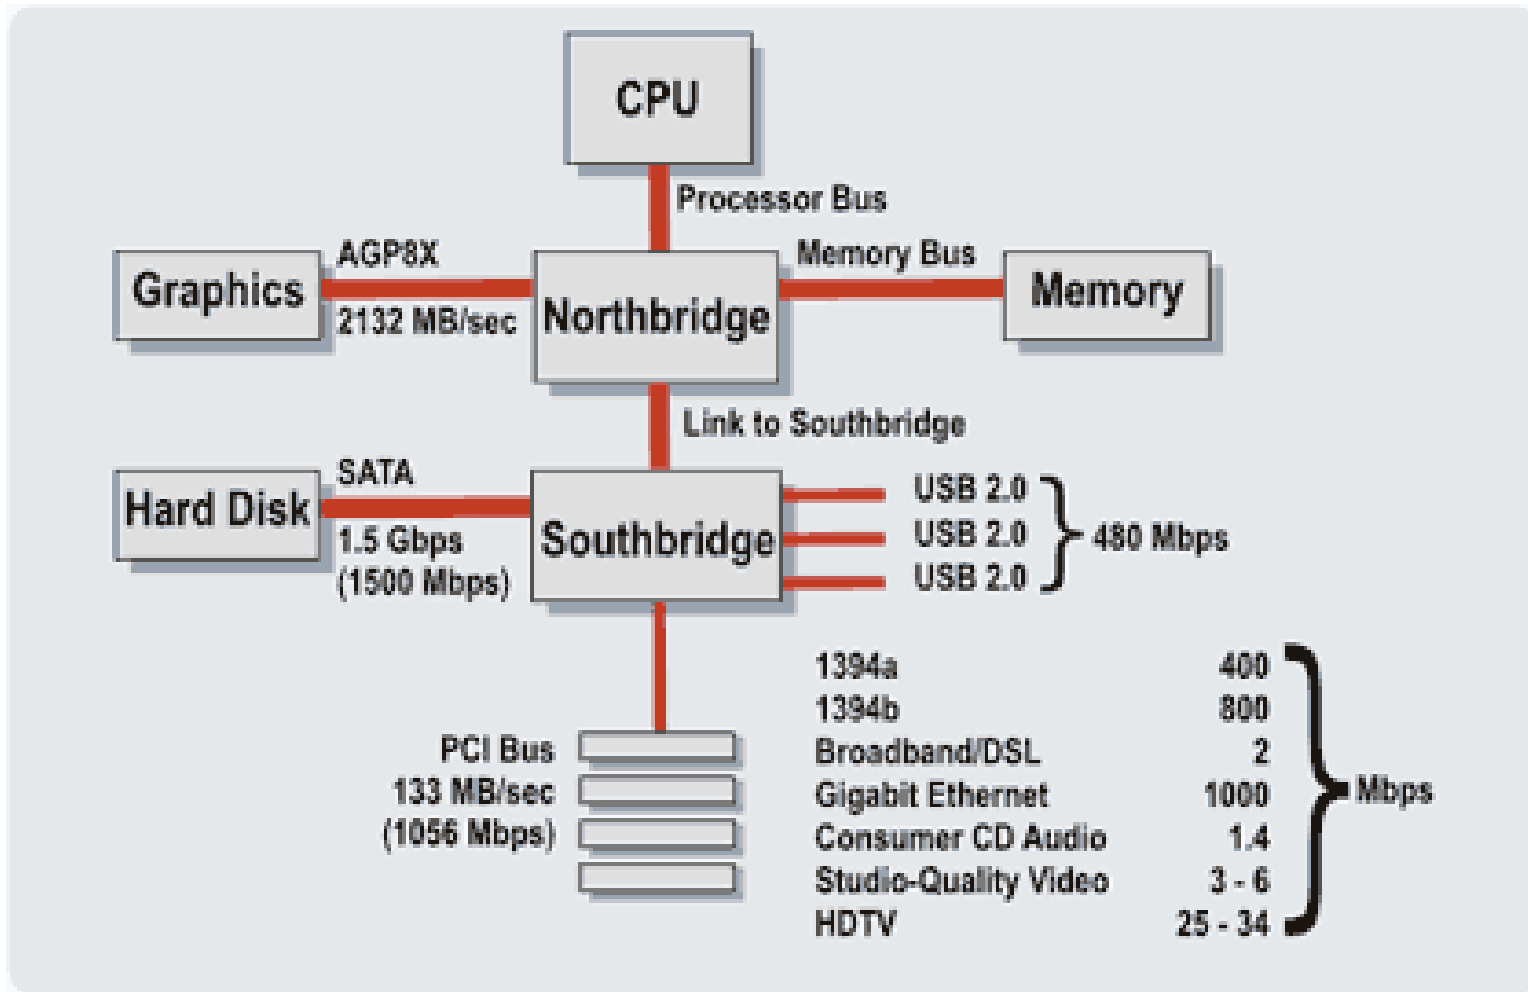 CPU
Processor Bus
AGP8X
Memory Bus
Graphics
Northbridge
Memory
2132 MB/sec
Link to Southbridge
SATA
Hard Disk
Southbridge
1.5 Gbps
(1500 Mbps)
USB 2.0
USB 2.0
USB 2.0
480 Mbps
PCI Bus
133 MB/sec
(1056 Mbps)
1394a 400
1394b 800
Broadband/DSL 2
Gigabit Ethernet 1000
Consumer CD Audio 1.4
Studio-Quality Video 3 - 6
HDTV 25 - 34
Mbps